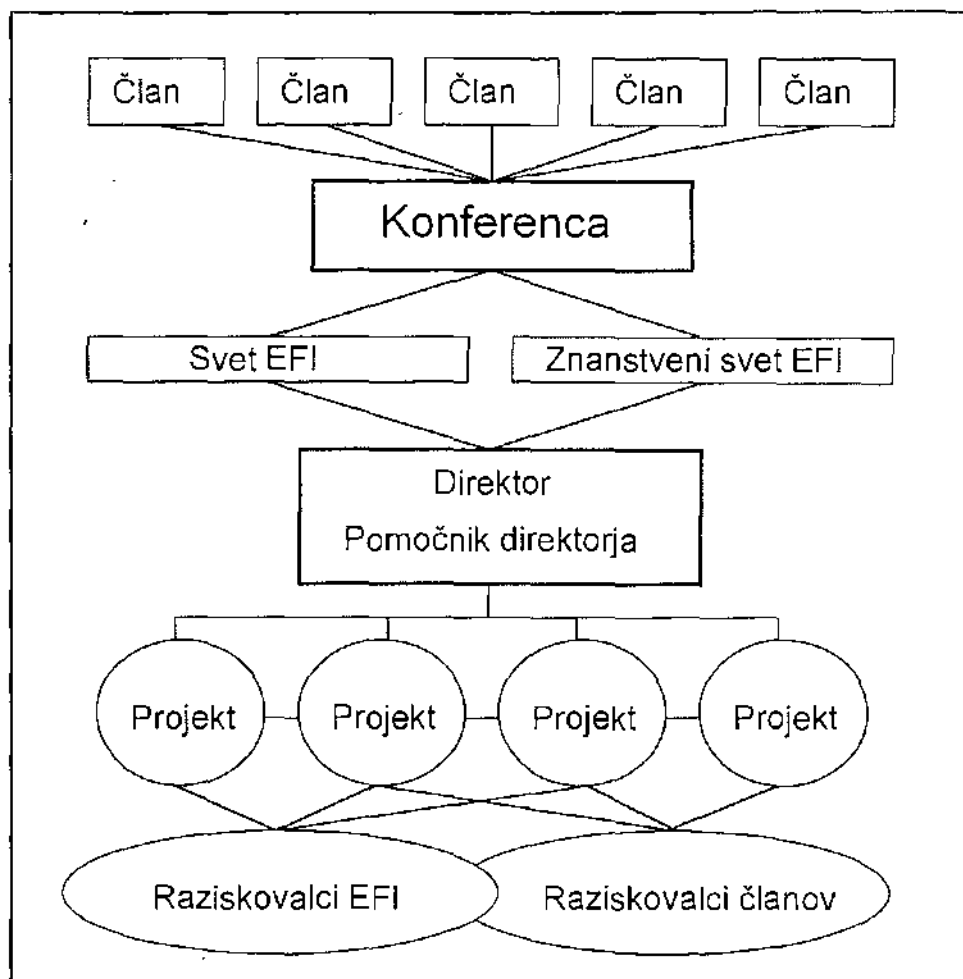 Član Član Član Član Član
Konferenca
Svet EFI Znanstveni svet EFI
Direktor
Pomočnik direktorja
Projekt Projekt Projekt Projekt
Raziskovalci EFI Raziskovalci članov